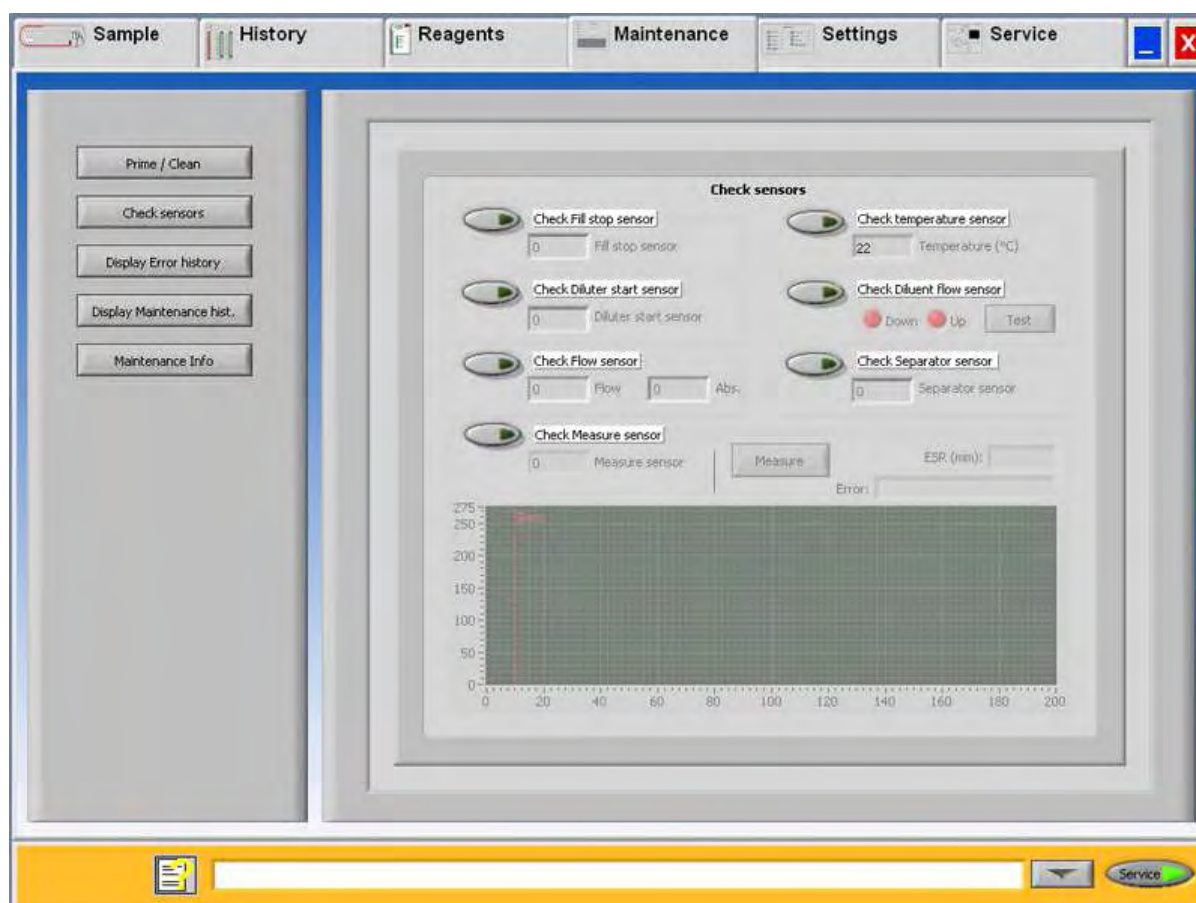 Sample History Reagents Maintenance Settings Service _ X
Prime / Clean
Check sensors
Display Error history
Display Maintenance hist.
Maintenance Info
Check sensors
Check Fill stop sensor
0 Fill stop sensor
Check temperature sensor
22 Temperature (°C)
Check Diluter start sensor
0 Diluter start sensor
Check Diluent flow sensor
Down Up Test
Check Flow sensor
0 Flow 0 Abs.
Check Separator sensor
0 Separator sensor
Check Measure sensor
0 Measure sensor
Measure
ESR (mm):
Error:
275
250
200
150
100
50
0
0 20 40 60 80 100 120 140 160 180 200
Service